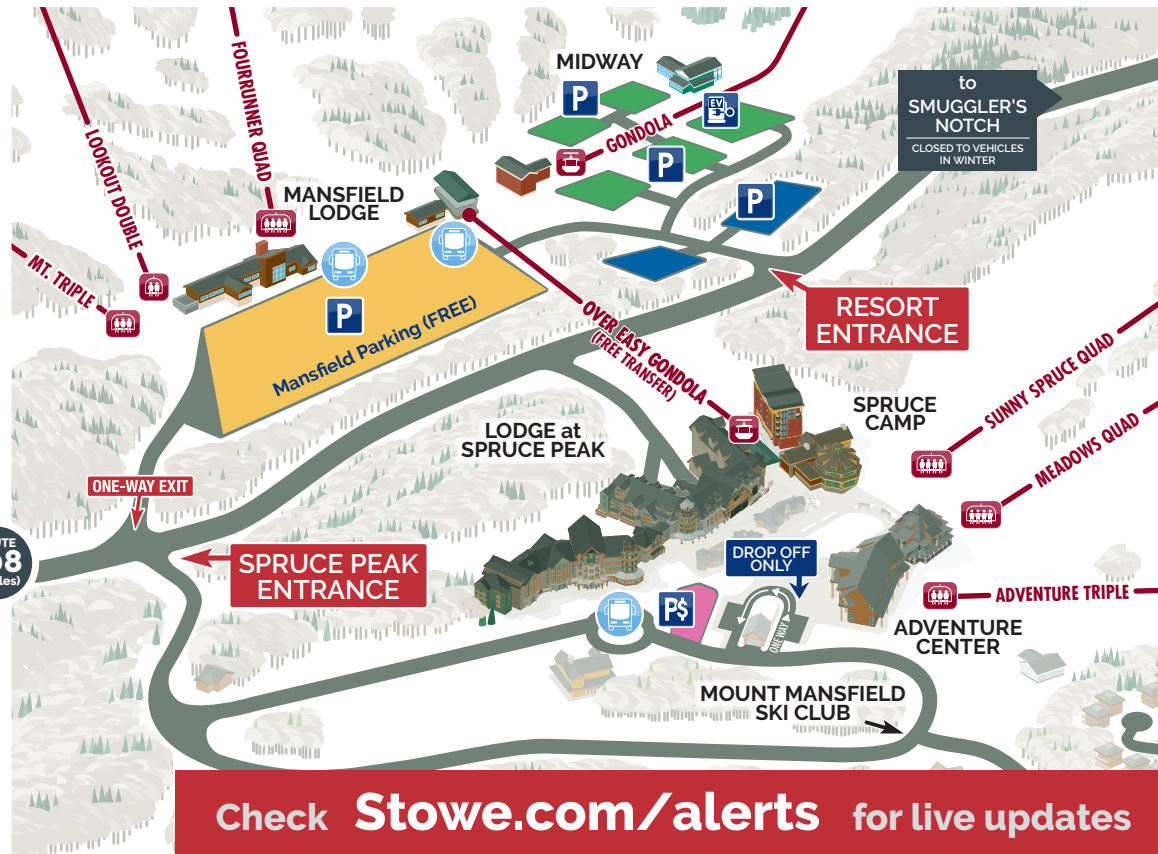 FOURRUNNER QUAD
LOOKOUT DOUBLE
MT. TRIPLE
MANSFIELD
LODGE
MIDWAY
P
EV
GONDOLA
P
P
to
SMUGGLER'S
NOTCH
CLOSED TO VEHICLES
IN WINTER
P
Mansfield Parking (FREE)
OVER EASY GONDOLA
(FREE TRANSFER)
RESORT
ENTRANCE
SUNNY SPRUCE QUAD
MEADOWS QUAD
SPRUCE
CAMP
LODGE at
SPRUCE PEAK
ONE-WAY EXIT
SPRUCE PEAK
ENTRANCE
DROP OFF
ONLY
P$
ONE WAY
ADVENTURE TRIPLE
ADVENTURE
CENTER
MOUNT MANSFIELD
SKI CLUB
Check Stowe.com/alerts for live updates